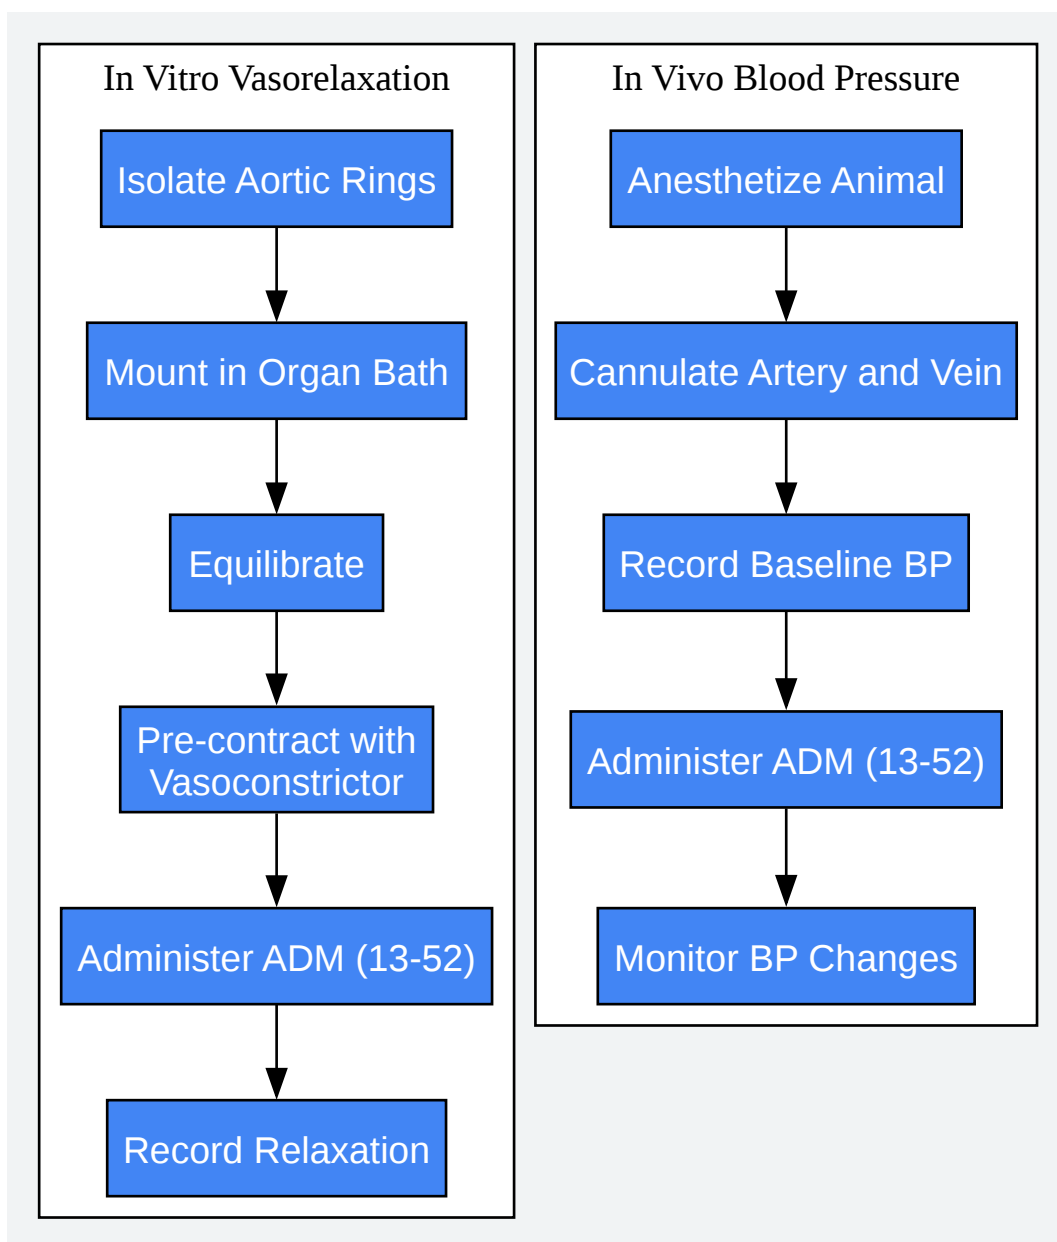 In Vitro Vasorelaxation
Isolate Aortic Rings
Mount in Organ Bath
Equilibrate
Pre-contract with
Vasoconstrictor
Administer ADM (13-52)
Record Relaxation
In Vivo Blood Pressure
Anesthetize Animal
Cannulate Artery and Vein
Record Baseline BP
Administer ADM (13-52)
Monitor BP Changes